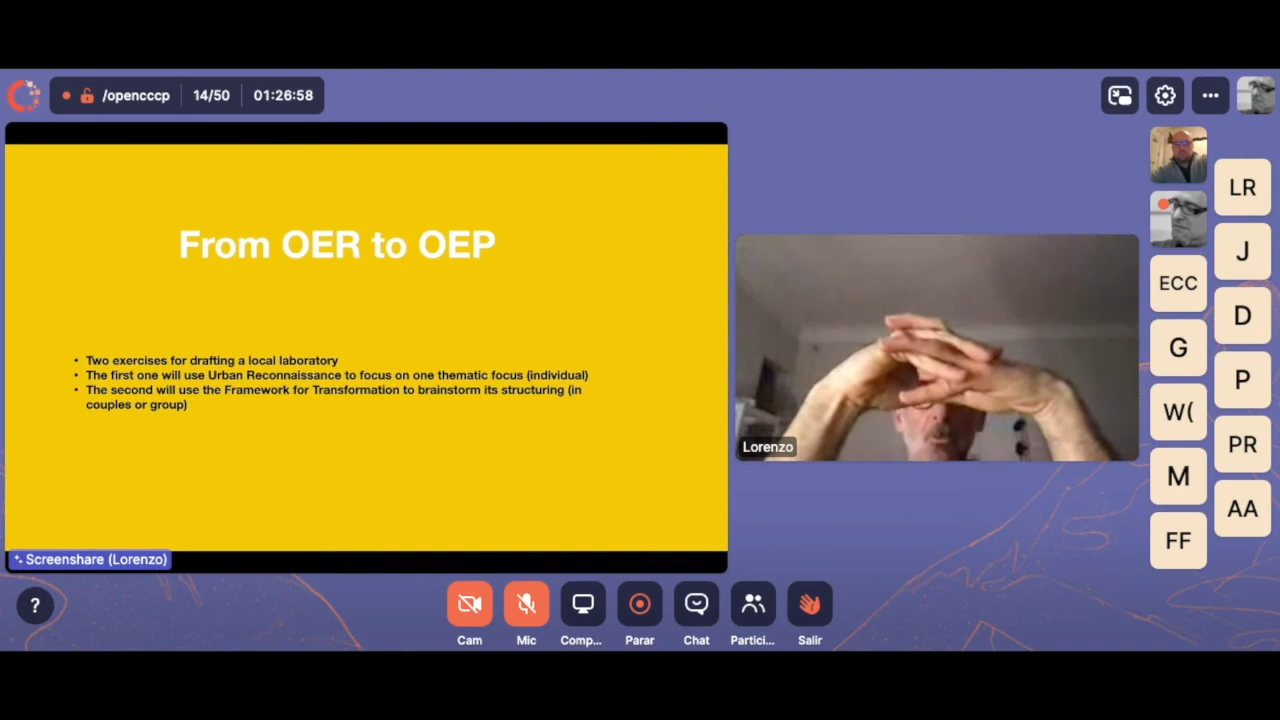 /opencccp 14/50 01:26:58
From OER to OEP
• Two exercises for drafting a local laboratory
• The first one will use Urban Reconnaissance to focus on one thematic focus (individual)
• The second will use the Framework for Transformation to brainstorm its structuring (in
couples or group)
Screenshare (Lorenzo)
Lorenzo
ECC
G
W(
M
FF
LR
J
D
P
PR
AA
?
Cam Mic Comp... Parar Chat Partici... Salir